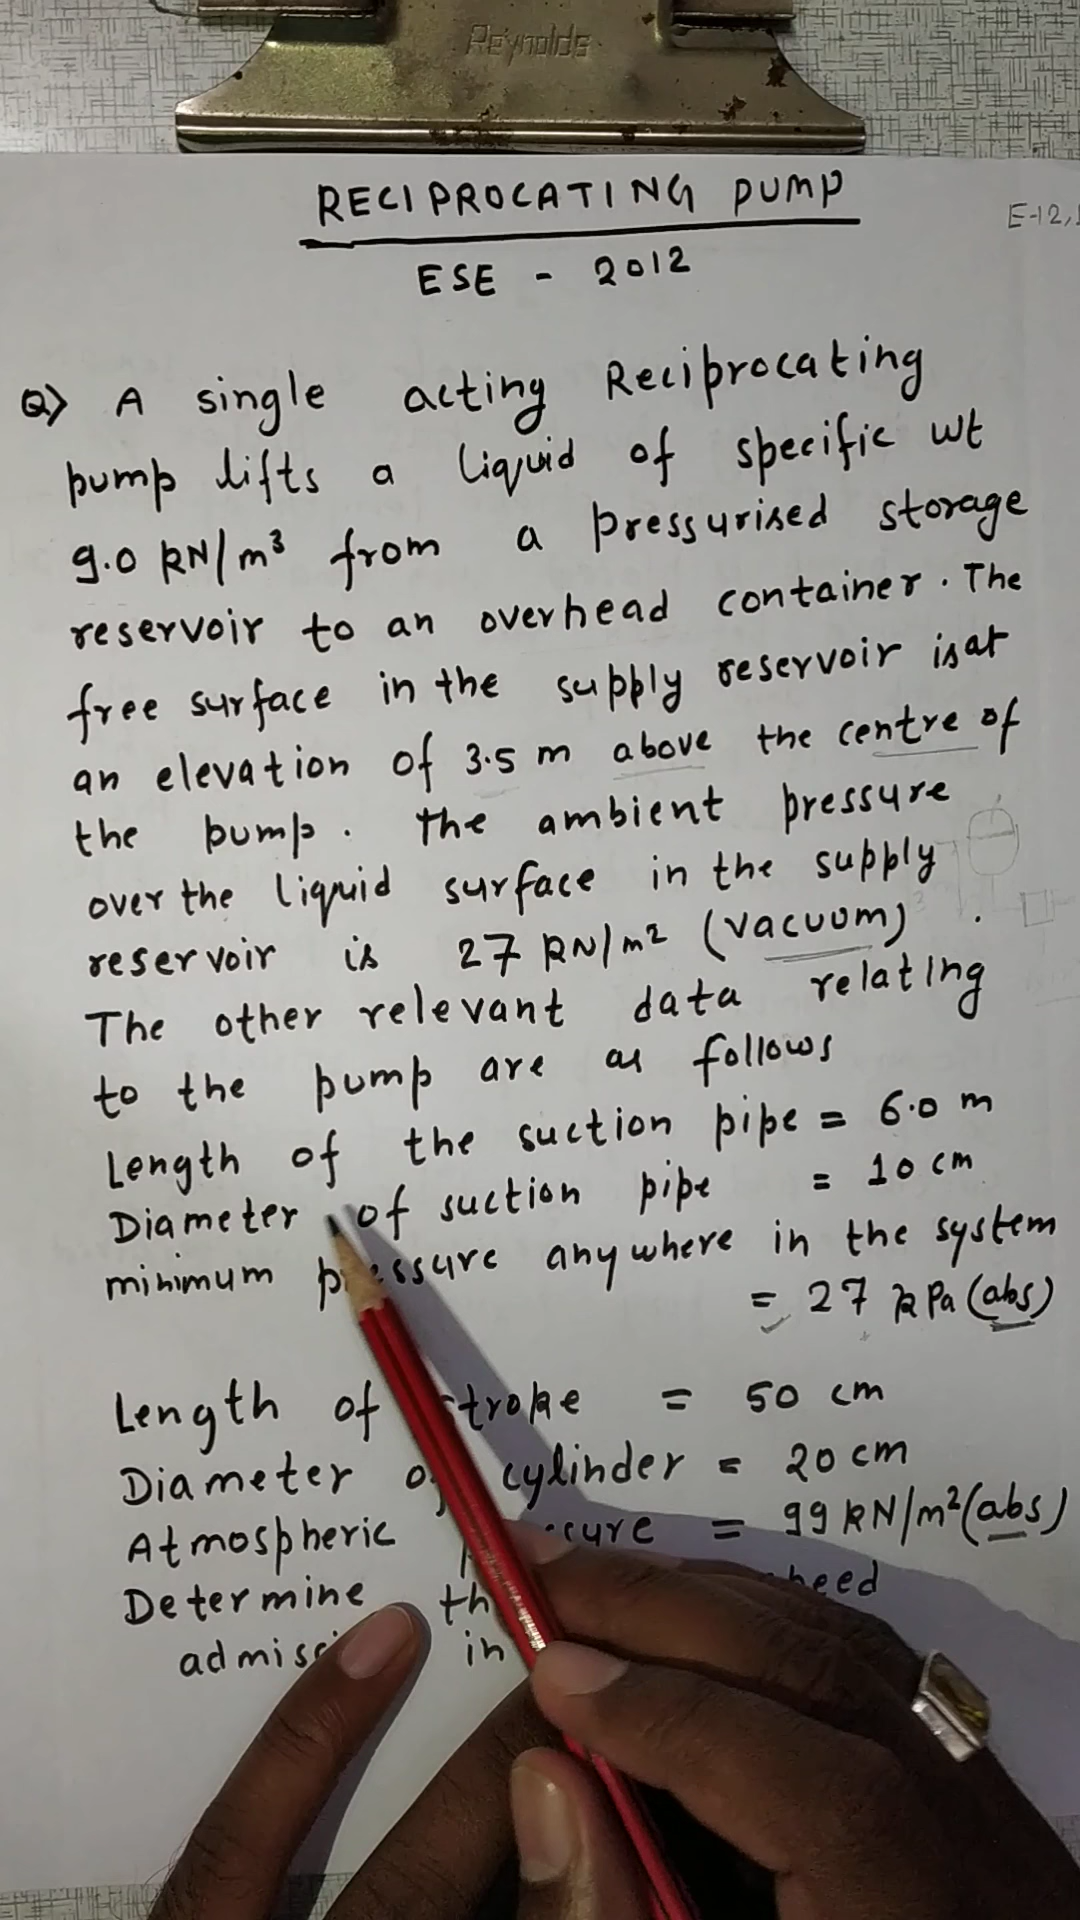 Reynolds
RECIPROCATING PUMP
E-12,
ESE - 2012
Q) A single acting Reciprocating
pump lifts a liquid of specific wt
9.0 kN/m³ from a pressurised storage
reservoir to an overhead container. The
free surface in the supply reservoir is at
an elevation of 3.5 m above the centre of
the pump. The ambient pressure
over the liquid surface in the supply
reservoir is 27 kN/m² (vacuum)
The other relevant data relating
to the pump are as follows
Length of the suction pipe = 6.0 m
Diameter of suction pipe = 10 cm
minimum pressure anywhere in the system
= 27 kPa (abs)
Length of stroke = 50 cm
Diameter of cylinder = 20 cm
Atmospheric = 99 kN/m² (abs)
Determine